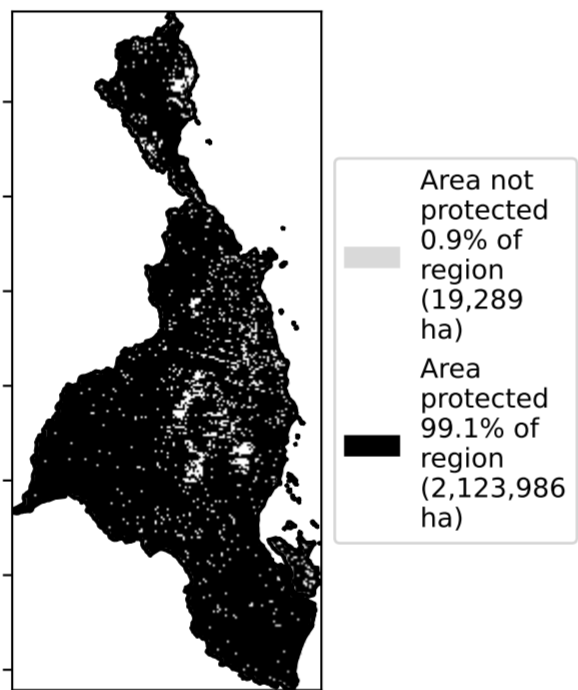 Area not
protected
0.9% of
region
(19,289
ha)
Area
protected
99.1% of
region
(2,123,986
ha)